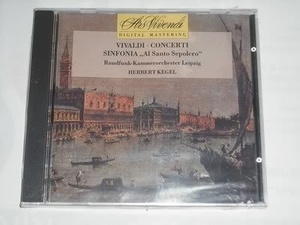 Ars Vivendi
DIGITAL MASTERING
VIVALDI · CONCERTI
SINFONIA „Al Santo Sepolcro“
Rundfunk-Kammerorchester Leipzig
HERBERT KEGEL